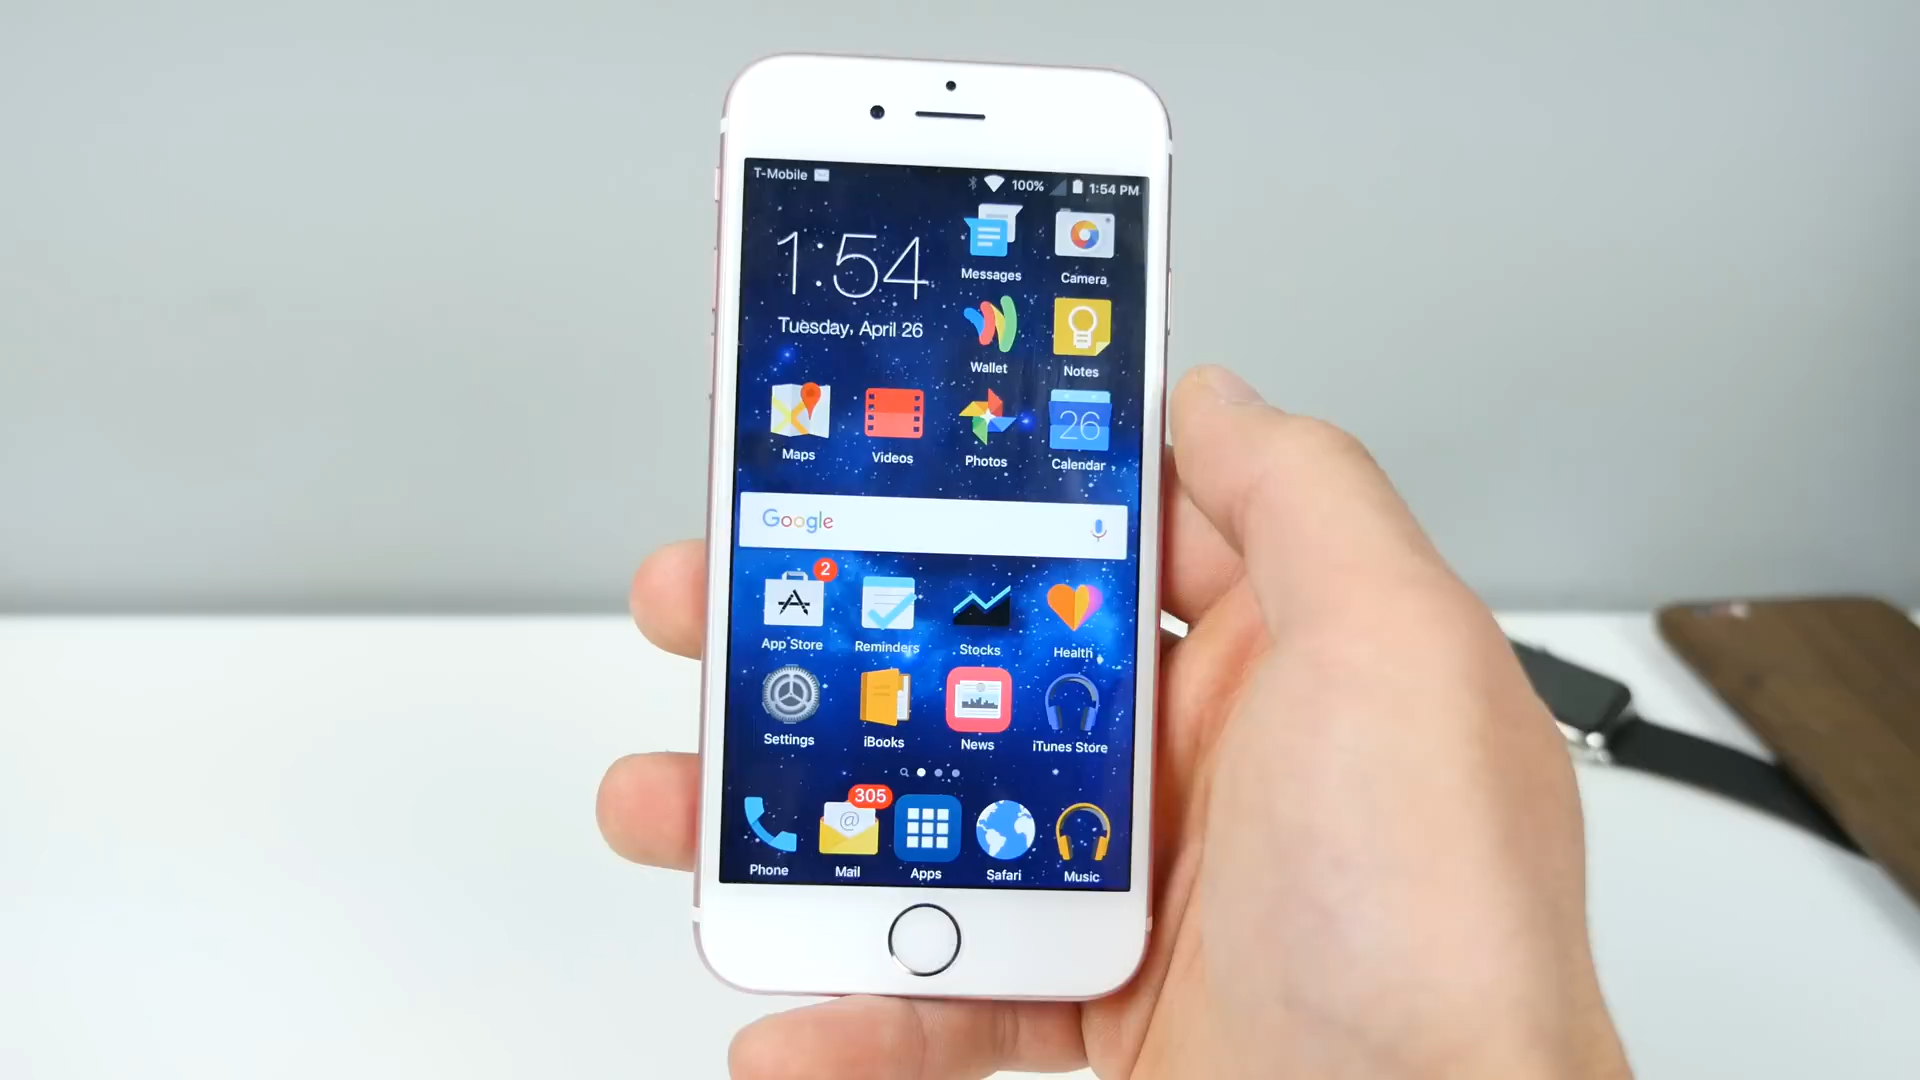 T-Mobile 100% 1:54 PM
1:54
Tuesday, April 26
Messages Camera
Wallet Notes
26
Maps Videos Photos Calendar
Google
2
App Store Reminders Stocks Health
Settings iBooks News iTunes Store
305
@
Phone Mail Apps Safari Music